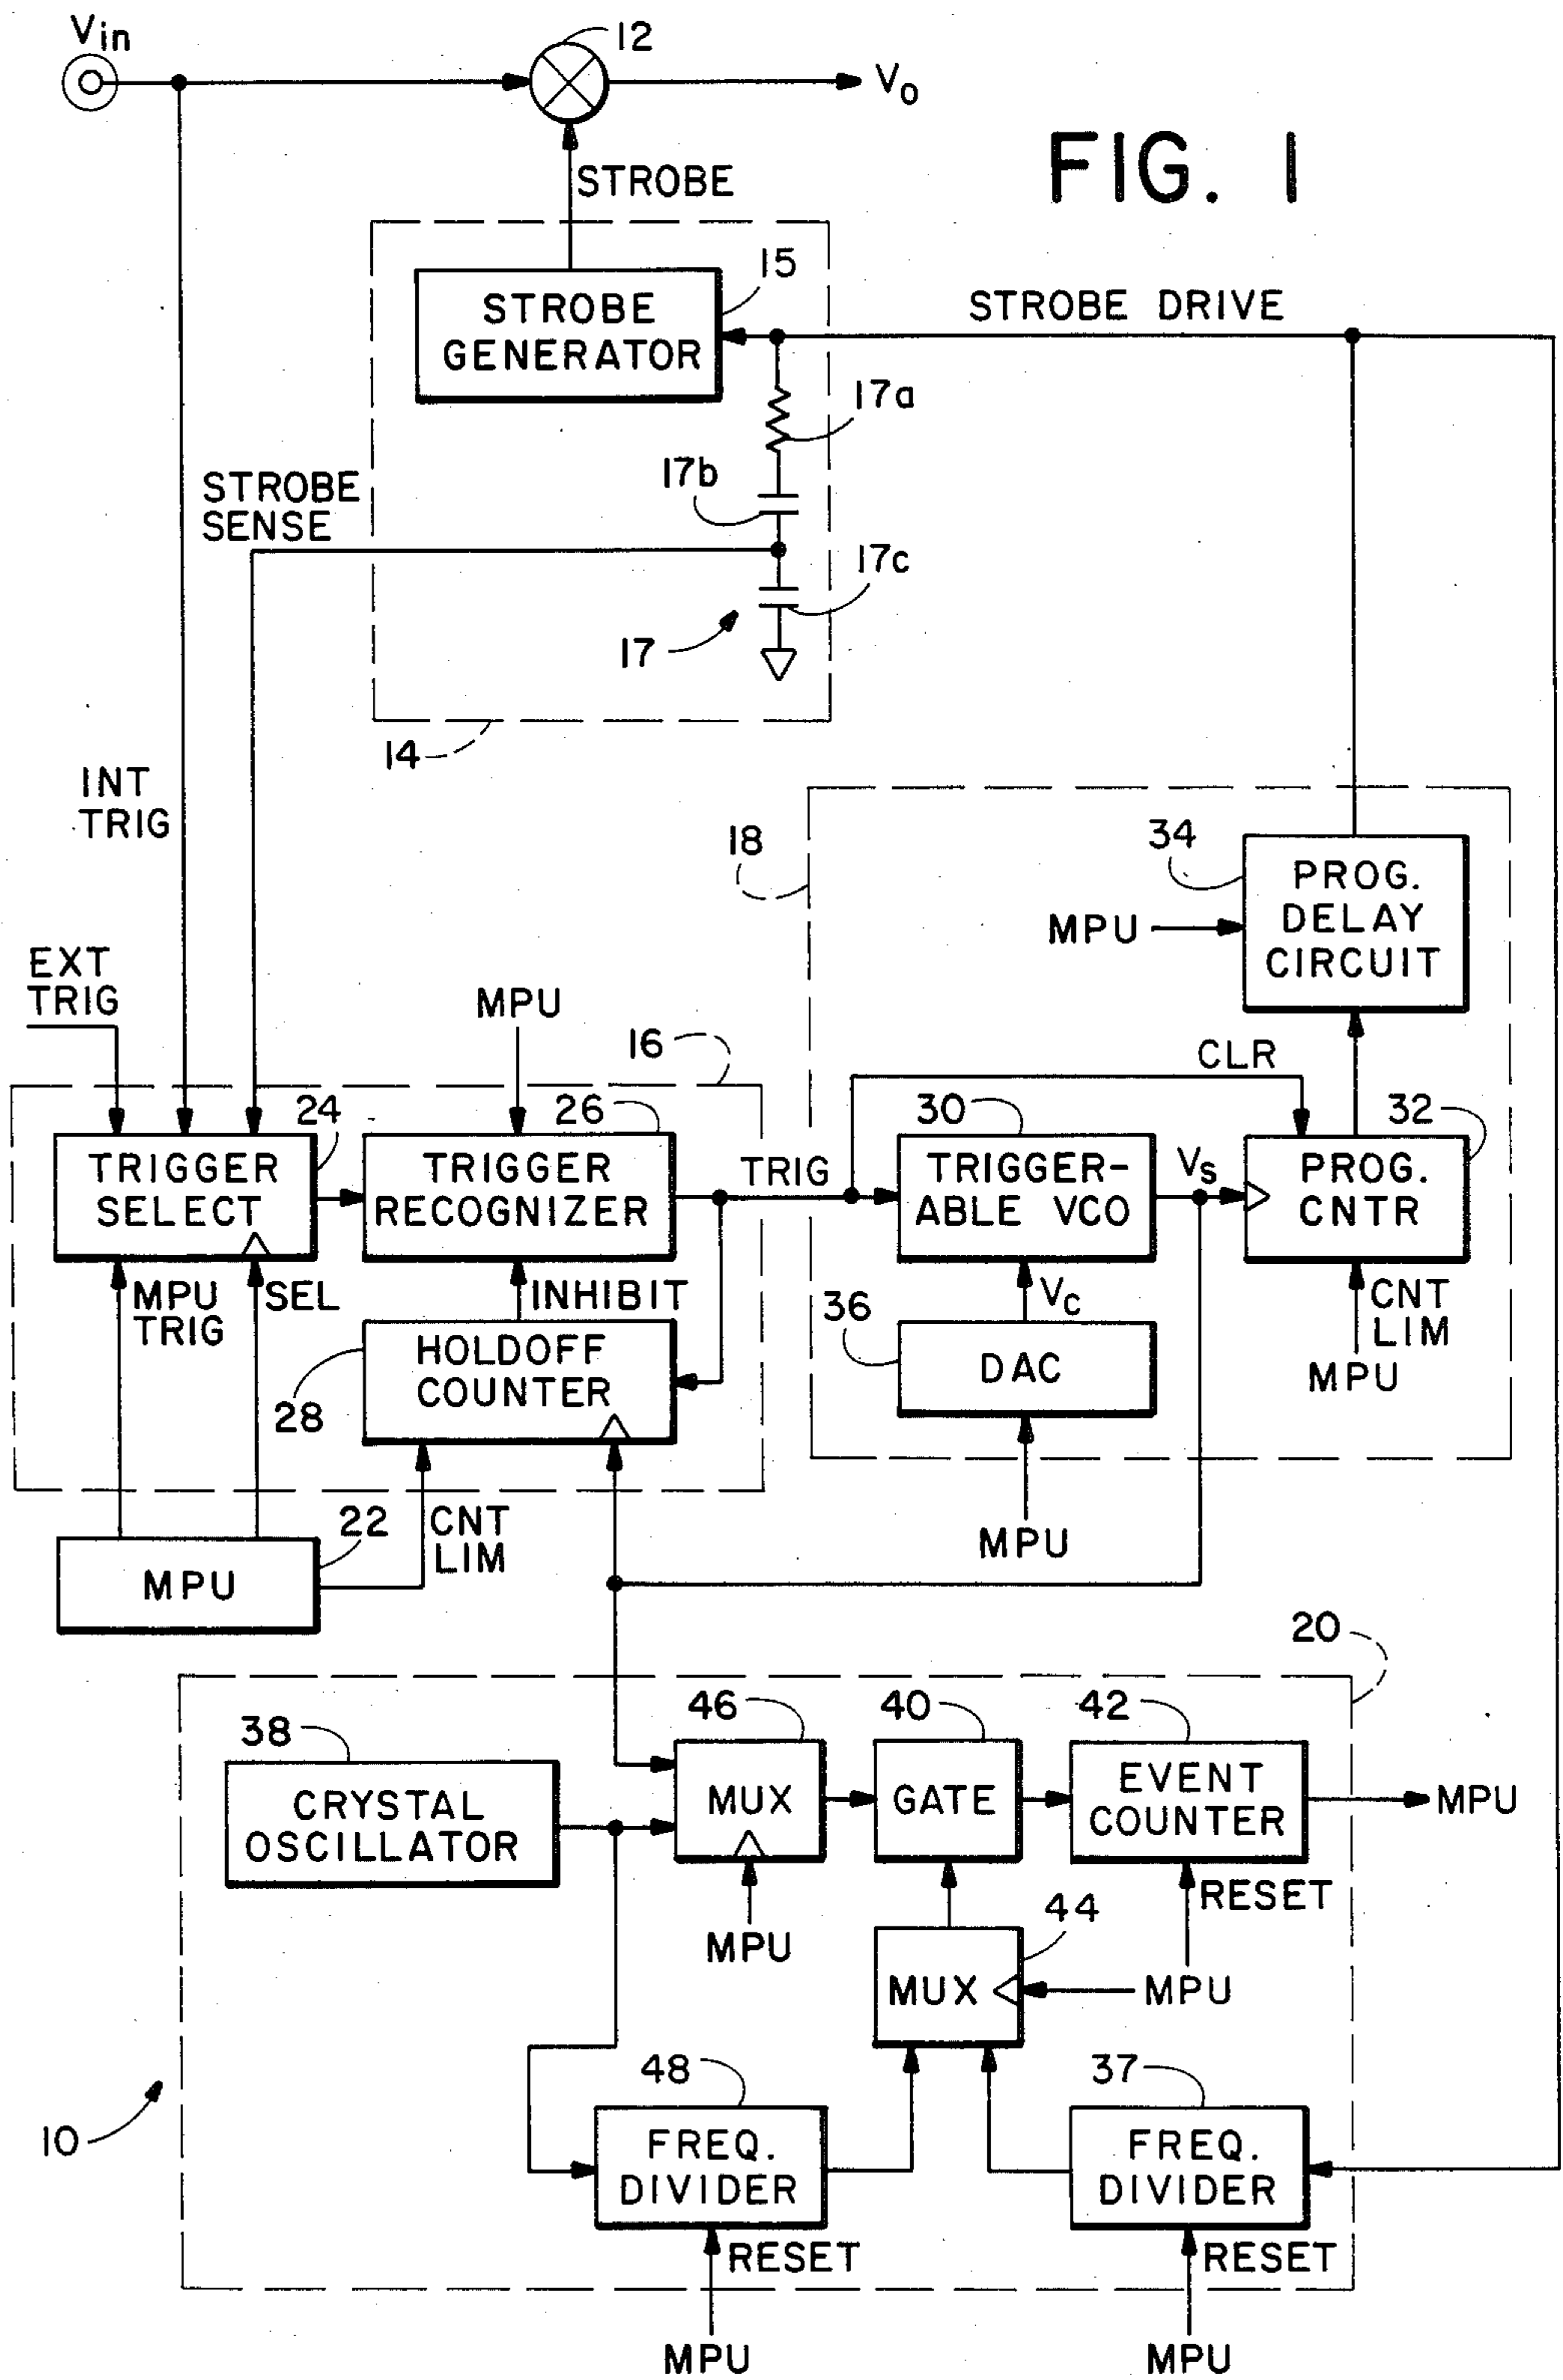 Vin
12
Vo
FIG. 1
STROBE
15
STROBE
GENERATOR
STROBE DRIVE
17a
17b
STROBE
SENSE
17c
17
14
INT
TRIG
18
34
PROG.
DELAY
CIRCUIT
MPU
EXT
TRIG
MPU
16
CLR
24
26
30
32
TRIGGER
SELECT
TRIGGER
RECOGNIZER
TRIG
TRIGGER-
ABLE VCO
VS
PROG.
CNTR
MPU
TRIG
SEL
INHIBIT
VC
CNT
LIM
MPU
36
DAC
HOLDOFF
COUNTER
28
MPU
22
MPU
CNT
LIM
20
38
CRYSTAL
OSCILLATOR
46
MUX
40
GATE
42
EVENT
COUNTER
MPU
MPU
RESET
44
MUX
MPU
10
48
FREQ.
DIVIDER
37
FREQ.
DIVIDER
RESET
RESET
MPU
MPU